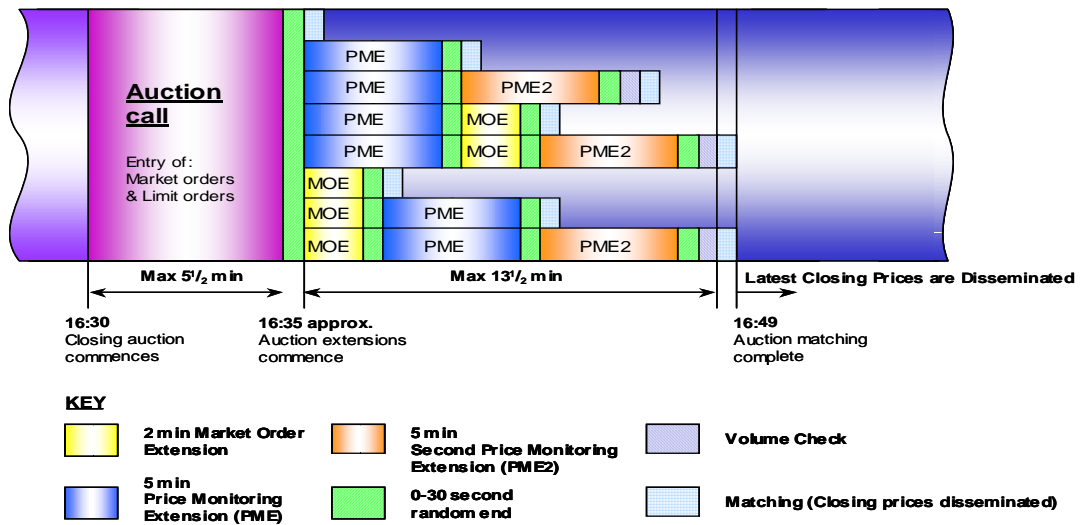 Auction
call
Entry of:
Market orders
& Limit orders
PME
PME PME2
PME MOE
PME MOE PME2
MOE
MOE PME
MOE PME PME2
Max 5¹/₂ min
Max 13¹/₂ min
Latest Closing Prices are Disseminated
16:30
Closing auction
commences
16:35 approx.
Auction extensions
commence
16:49
Auction matching
complete
KEY
2 min Market Order
Extension
5 min
Second Price Monitoring
Extension (PME2)
Volume Check
5 min
Price Monitoring
Extension (PME)
0-30 second
random end
Matching (Closing prices disseminated)